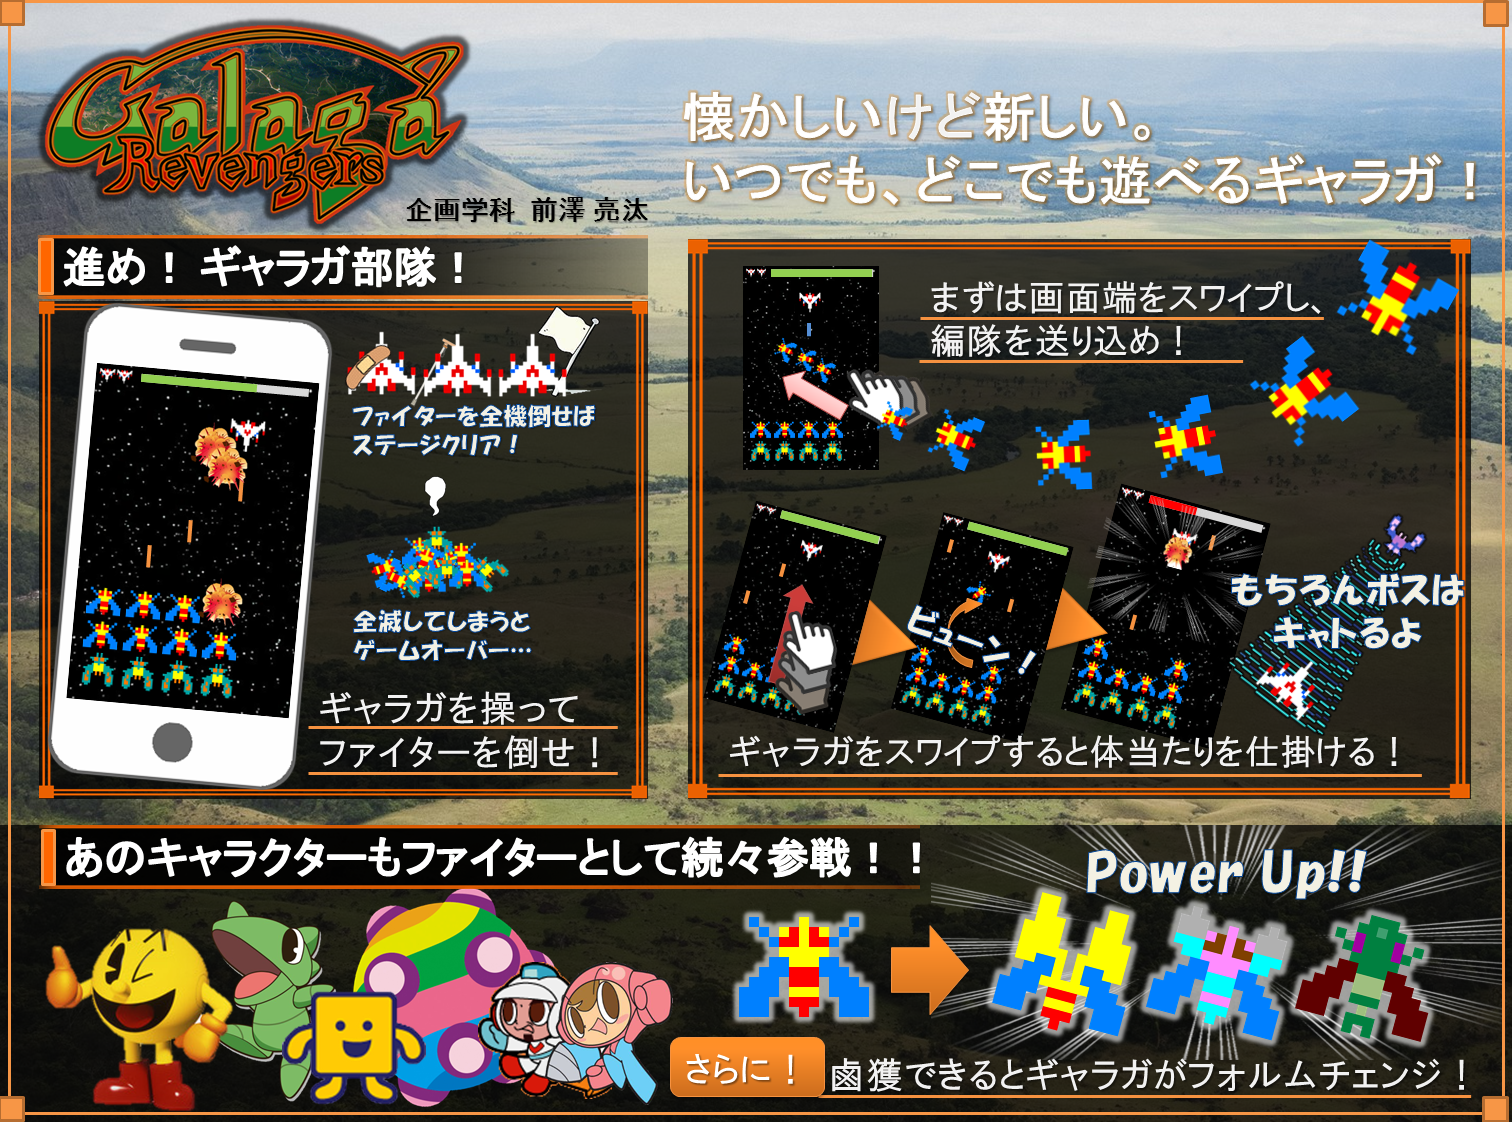 Galaga
Revengers
企画学科 前澤 亮汰
懐かしいけど新しい。
いつでも、どこでも遊べるギャラガ！
進め！ ギャラガ部隊！
ファイターを全機倒せば
ステージクリア！
全滅してしまうと
ゲームオーバー…
ギャラガを操って
ファイターを倒せ！
まずは画面端をスワイプし、
編隊を送り込め！
ビューン！
もちろんボスは
キャトるよ
ギャラガをスワイプすると体当たりを仕掛ける！
あのキャラクターもファイターとして続々参戦！！
Power Up!!
さらに！
鹵獲できるとギャラガがフォルムチェンジ！